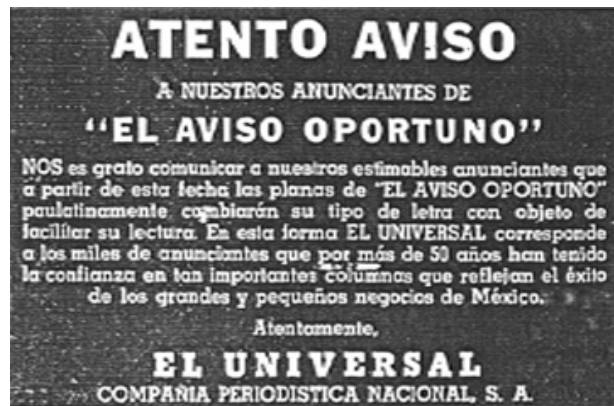 ATENTO AVISO
A NUESTROS ANUNCIANTES DE
"EL AVISO OPORTUNO"
NOS es grato comunicar a nuestros estimables anunciantes que
a partir de esta fecha las planas de "EL AVISO OPORTUNO"
paulatinamente cambiarán su tipo de letra con objeto de
facilitar su lectura. En esta forma EL UNIVERSAL corresponde
a los miles de anunciantes que por más de 50 años han tenido
la confianza en tan importantes columnas que reflejan el éxito
de los grandes y pequeños negocios de México.
Atentamente,
EL UNIVERSAL
COMPAÑIA PERIODISTICA NACIONAL, S. A.